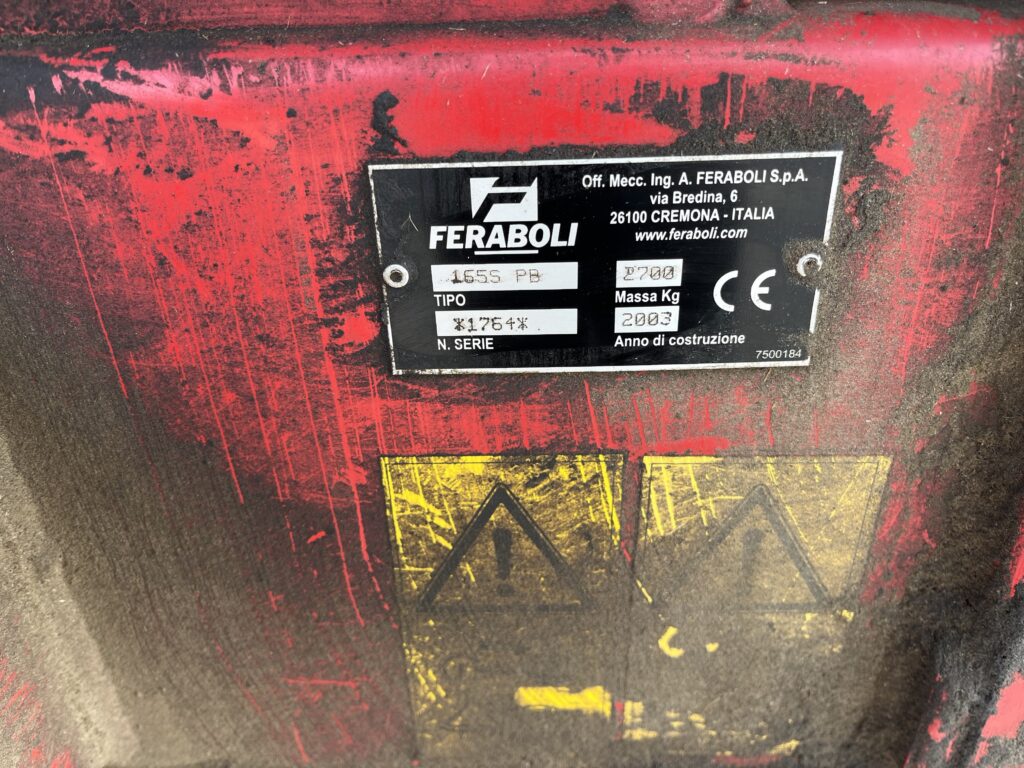 FERABOLI
Off. Mecc. Ing. A. FERABOLI S.p.A.
via Bredina, 6
26100 CREMONA - ITALIA
www.feraboli.com
165S PB
TIPO
*1764*
N. SERIE
2700
Massa Kg
2003
Anno di costruzione
CE
7500184
!
!